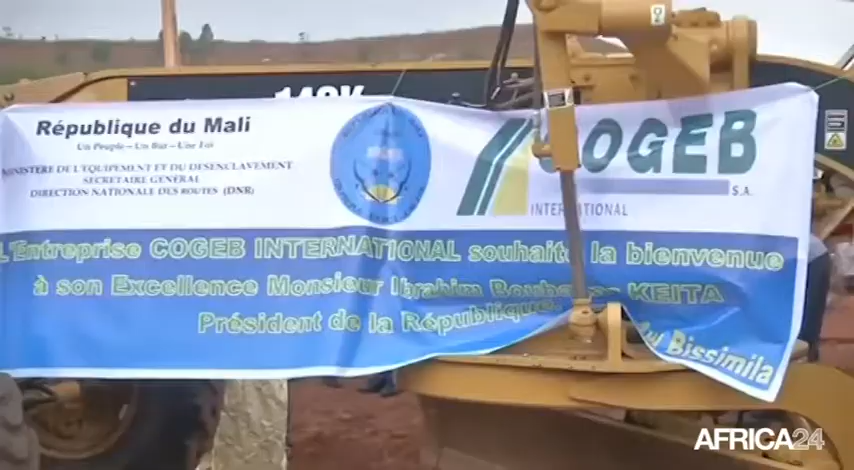 140K
République du Mali
Un Peuple – Un But – Une Foi
MINISTERE DE L'EQUIPEMENT ET DU DESENCLAVEMENT
SECRETAIRE GENERAL
DIRECTION NATIONALE DES ROUTES (DNR)
COGEB
S.A.
INTERNATIONAL
L'Entreprise COGEB INTERNATIONAL souhaite la bienvenue
à son Excellence Monsieur Ibrahim Boubacar KEITA
Président de la République.
Bissimila
AFRICA24